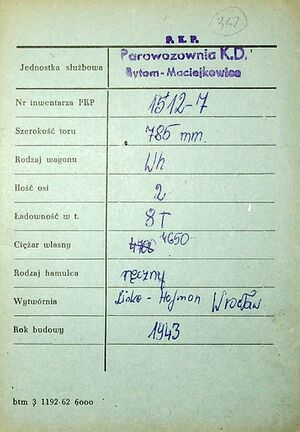 362
P. K. P.
Jednostka służbowa Parowozownia K.D. Bytom-Maciejkowice
Nr inwentarza PKP 1512-7
Szerokość toru 785 mm.
Rodzaj wagonu Wh
Ilość osi 2
Ładowność w t. 8T
Ciężar własny 4650
Rodzaj hamulca ręczny
Wytwórnia Linke-Hofman Wrocław
Rok budowy 1943
btm 3 1192-62 6000